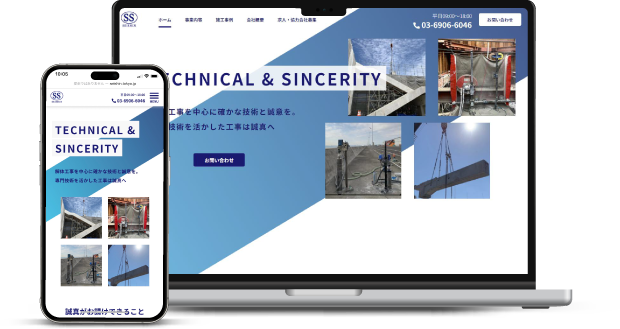 SS
ホーム
事業内容
施工事例
会社概要
求人・協力会社募集
平日9:00~18:00
03-6906-6046
お問い合わせ
TECHNICAL & SINCERITY
工事を中心に確かな技術と誠意を。
技術を活かした工事は誠真へ
お問い合わせ
10:05
SS
03-6906-6046
MENU
TECHNICAL &
SINCERITY
解体工事を中心に確かな技術と誠意を。
専門技術を活かした工事は誠真へ
誠真がお届けできること